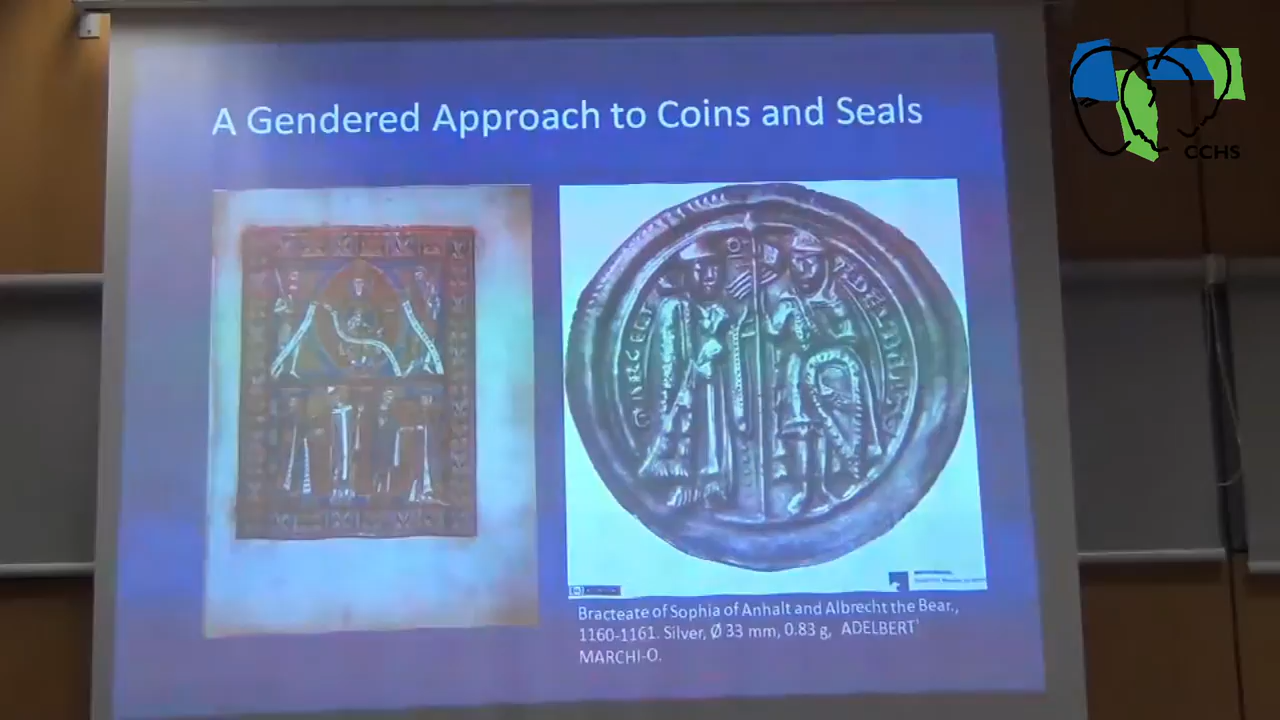 A Gendered Approach to Coins and Seals
CCHS
Bracteate of Sophia of Anhalt and Albrecht the Bear.,
1160-1161. Silver, Ø 33 mm, 0.83 g, ADELBERT'
MARCHI-O.